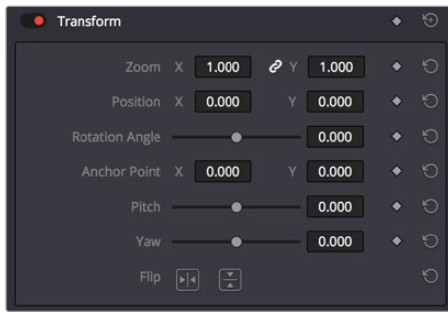 Transform
Zoom X 1.000 Y 1.000
Position X 0.000 Y 0.000
Rotation Angle 0.000
Anchor Point X 0.000 Y 0.000
Pitch 0.000
Yaw 0.000
Flip